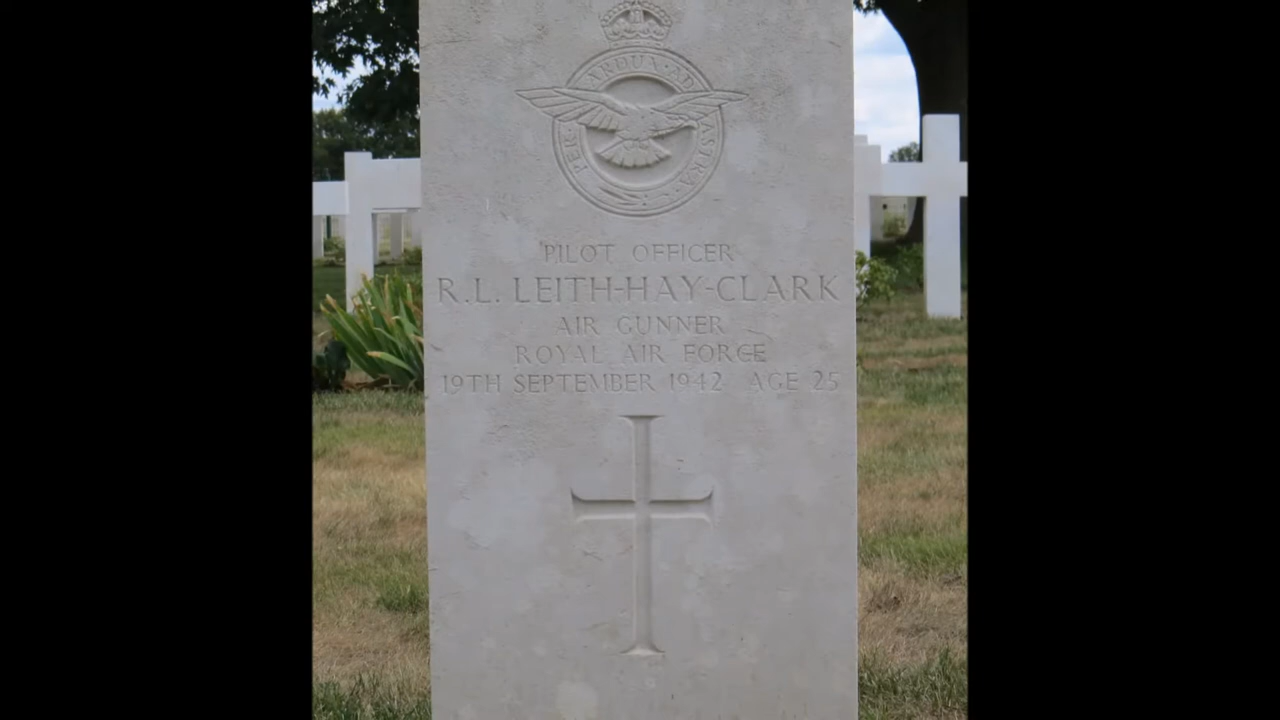 PER · ARDUA · AD ASTRA
PILOT OFFICER
R.L. LEITH-HAY-CLARK
AIR GUNNER
ROYAL AIR FORCE
19TH SEPTEMBER 1942 AGE 25